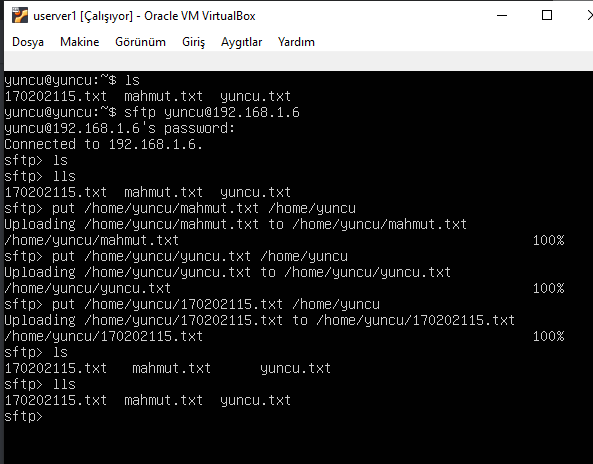 userver1 [Çalışıyor] - Oracle VM VirtualBox
Dosya Makine Görünüm Giriş Aygıtlar Yardım
yuncu@yuncu:~$ ls
170202115.txt  mahmut.txt  yuncu.txt
yuncu@yuncu:~$ sftp yuncu@192.168.1.6
yuncu@192.168.1.6's password:
Connected to 192.168.1.6.
sftp> ls
sftp> lls
170202115.txt  mahmut.txt  yuncu.txt
sftp> put /home/yuncu/mahmut.txt /home/yuncu
Uploading /home/yuncu/mahmut.txt to /home/yuncu/mahmut.txt
/home/yuncu/mahmut.txt 100%
sftp> put /home/yuncu/yuncu.txt /home/yuncu
Uploading /home/yuncu/yuncu.txt to /home/yuncu/yuncu.txt
/home/yuncu/yuncu.txt 100%
sftp> put /home/yuncu/170202115.txt /home/yuncu
Uploading /home/yuncu/170202115.txt to /home/yuncu/170202115.txt
/home/yuncu/170202115.txt 100%
sftp> ls
170202115.txt   mahmut.txt      yuncu.txt
sftp> lls
170202115.txt  mahmut.txt  yuncu.txt
sftp>